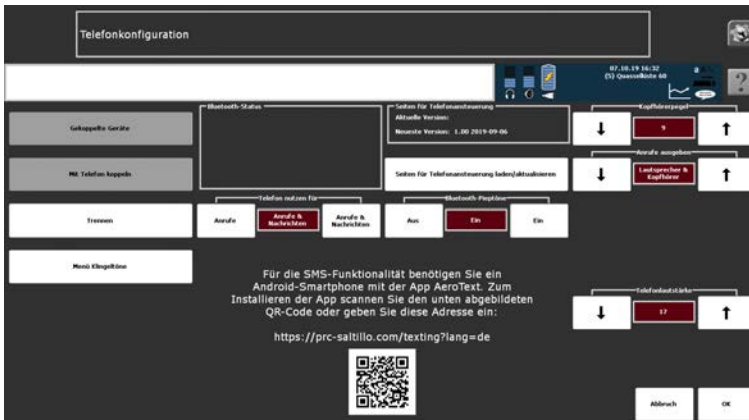 Telefonkonfiguration
07.10.19 16:32
(S) Quasselkiste 60
?
Bluetooth-Status
Seiten für Telefonansteuerung
Aktuelle Version:
Neueste Version: 1.00 2019-09-06
Kopfhörerpegel
9
Gekoppelte Geräte
Mit Telefon koppeln
Seiten für Telefonansteuerung laden/aktualisieren
Anrufe ausgeben
Lautsprecher &
Kopfhörer
Trennen
Telefon nutzen für
Anrufe
Anrufe &
Nachrichten
Anrufe &
Nachrichten
Bluetooth-Pieptöne
Aus
Ein
Ein
Menü Klingeltöne
Für die SMS-Funktionalität benötigen Sie ein
Android-Smartphone mit der App AeroText. Zum
Installieren der App scannen Sie den unten abgebildeten
QR-Code oder geben Sie diese Adresse ein:
https://prc-saltillo.com/texting?lang=de
Telefonlautstärke
17
Abbruch
OK